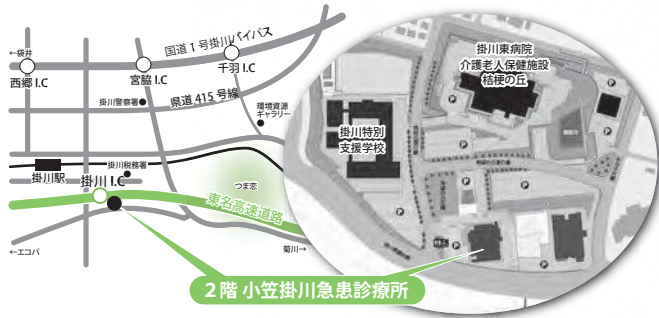 国道1号掛川バイパス
←袋井
西郷 I.C
宮脇 I.C
千羽 I.C
掛川警察署
県道 415 号線
環境資源
ギャラリー
掛川駅
掛川税務署
掛川 I.C
つま恋
東名高速道路
←エコパ
菊川→
掛川東病院
介護老人保健施設
桔梗の丘
掛川特別
支援学校
P
P
P
P
P
P
P
P
2階 小笠掛川急患診療所